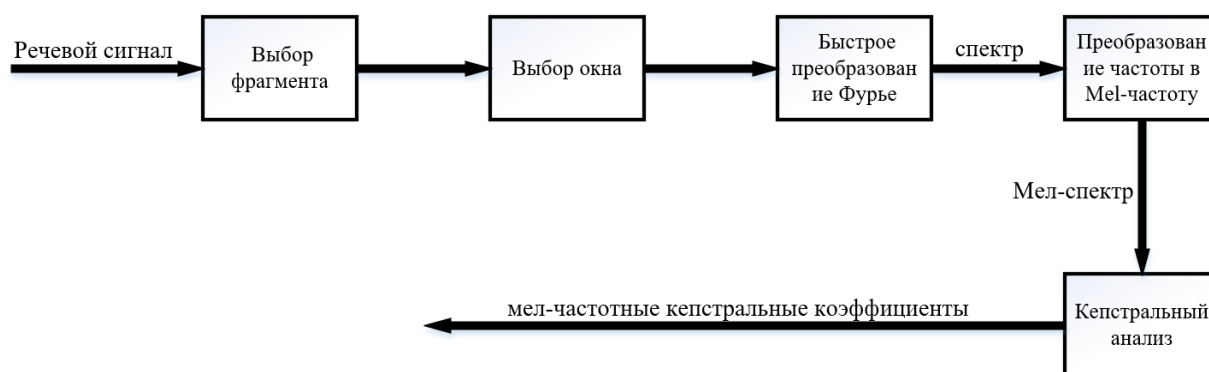 Речевой сигнал
Выбор
фрагмента
Выбор окна
Быстрое
преобразован
ие Фурье
спектр
Преобразован
ие частоты в
Mel-частоту
Мел-спектр
Кепстральный
анализ
мел-частотные кепстральные коэффициенты